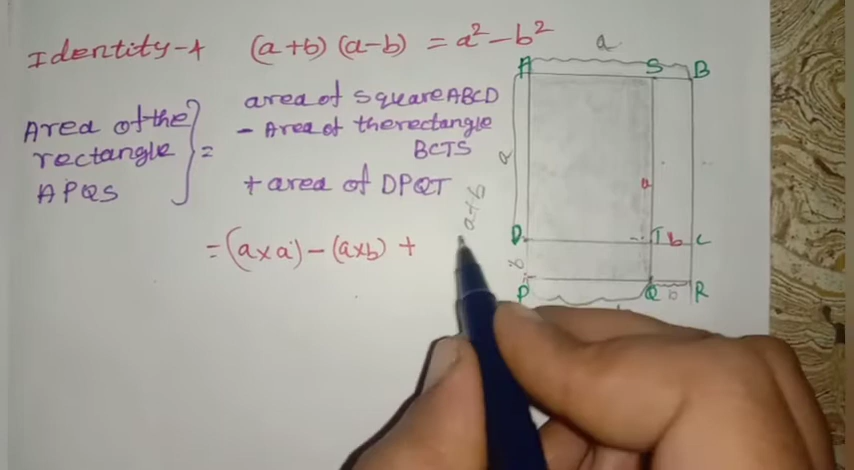 Identity-4 (a+b) (a-b) = a² - b²
Area of the rectangle APQS } = area of square ABCD
- Area of the rectangle BCTS
+ area of DPQT
= (a×a) - (a×b) +
a
A S B
a
a
a+b
D T b C
b
P Q b R